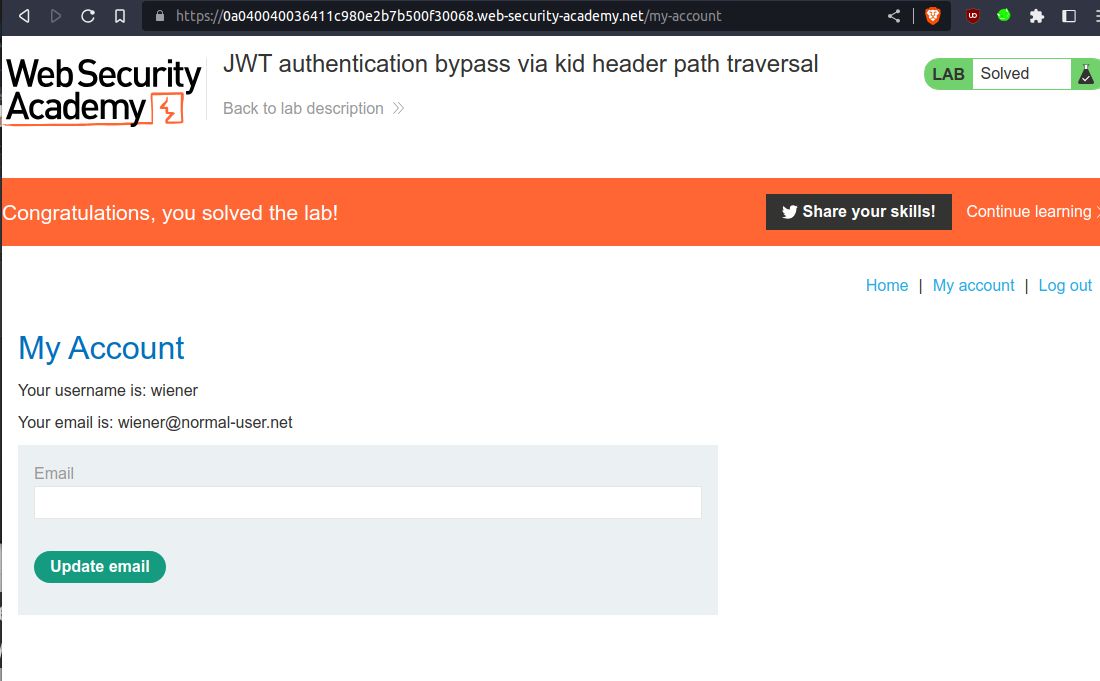 https://0a040040036411c980e2b7b500f30068.web-security-academy.net/my-account
Web Security
Academy
JWT authentication bypass via kid header path traversal
Back to lab description
LAB Solved
Congratulations, you solved the lab!
Share your skills!
Continue learning
Home | My account | Log out
My Account
Your username is: wiener
Your email is: wiener@normal-user.net
Email
Update email